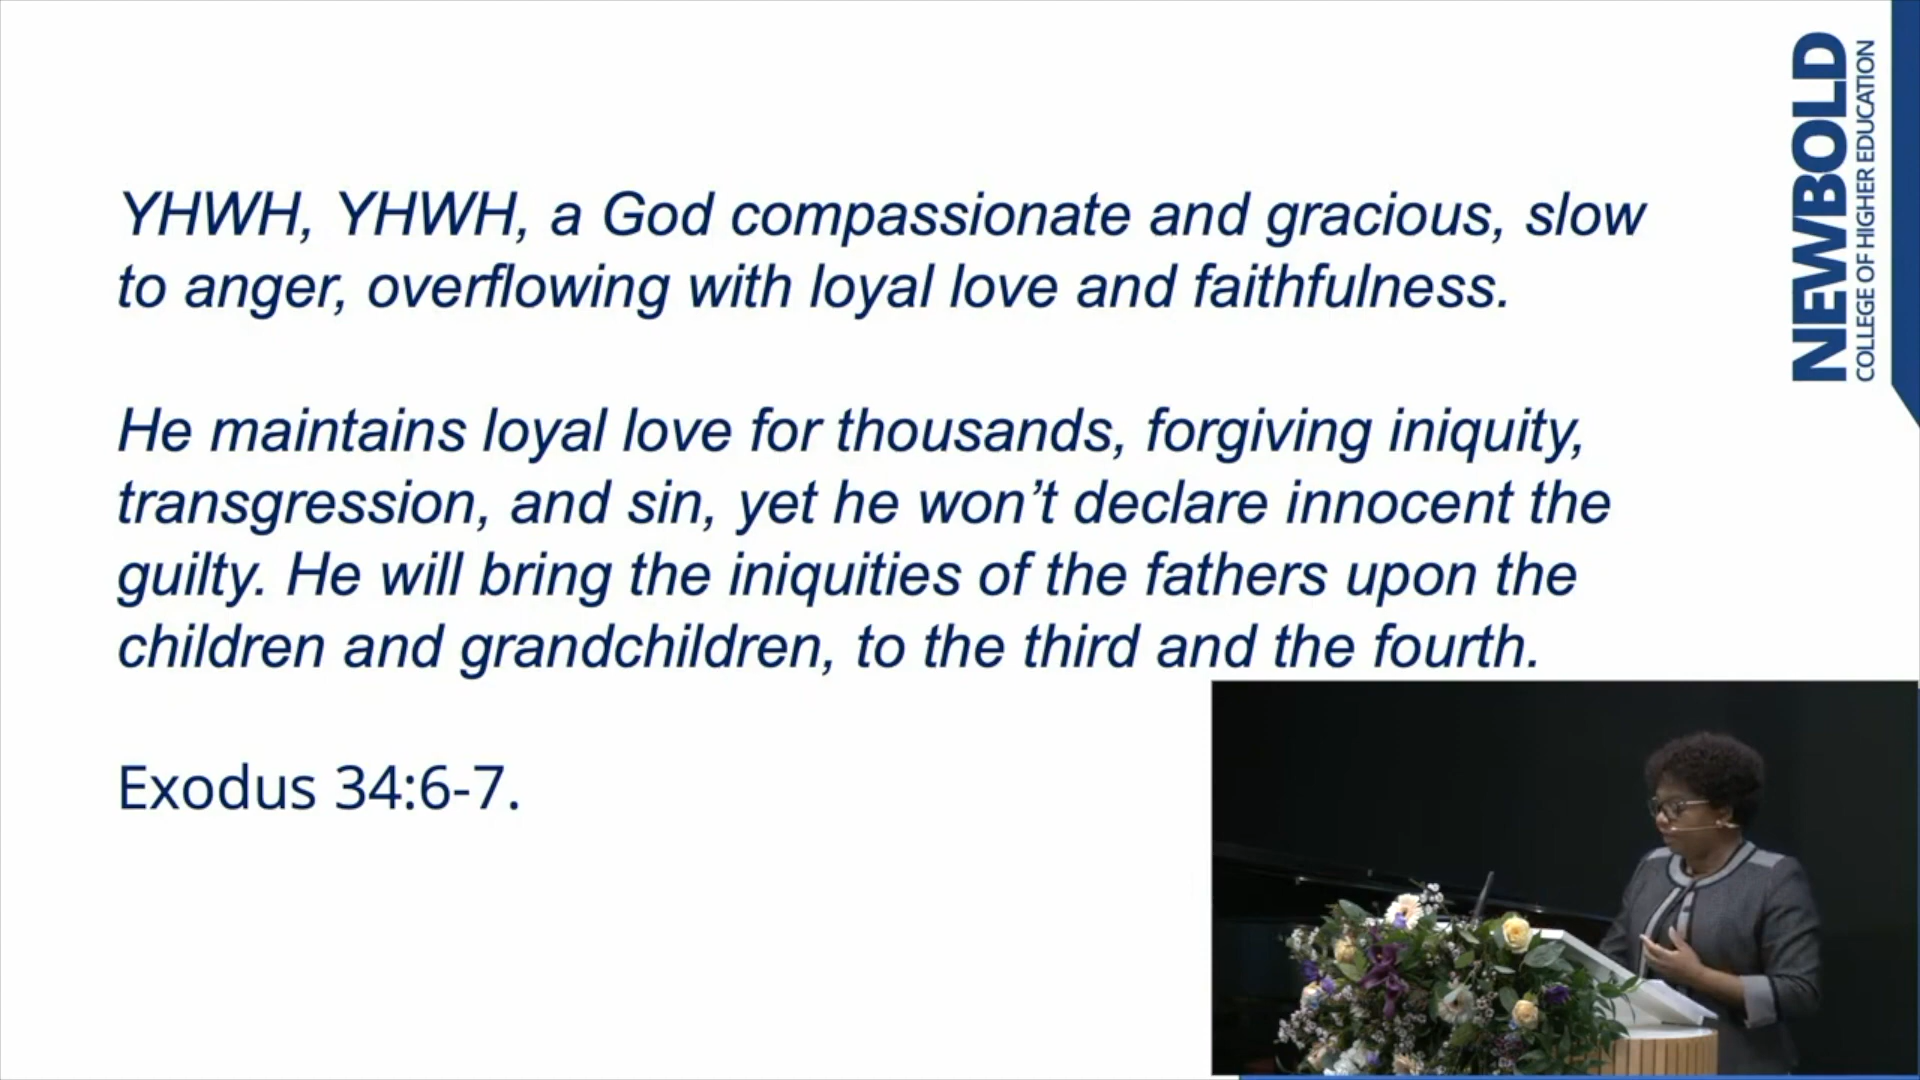 YHWH, YHWH, a God compassionate and gracious, slow
to anger, overflowing with loyal love and faithfulness.
He maintains loyal love for thousands, forgiving iniquity,
transgression, and sin, yet he won’t declare innocent the
guilty. He will bring the iniquities of the fathers upon the
children and grandchildren, to the third and the fourth.
Exodus 34:6-7.
NEWBOLD
COLLEGE OF HIGHER EDUCATION